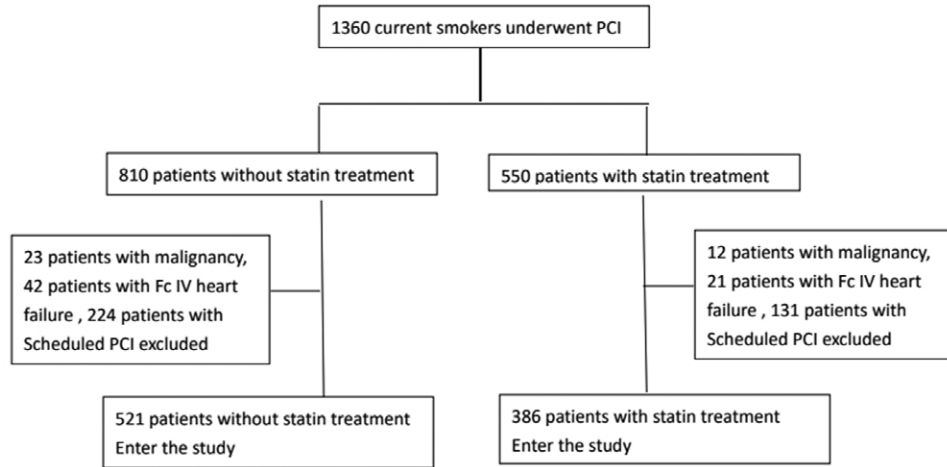 1360 current smokers underwent PCI
810 patients without statin treatment
550 patients with statin treatment
23 patients with malignancy,
42 patients with Fc IV heart
failure , 224 patients with
Scheduled PCI excluded
12 patients with malignancy,
21 patients with Fc IV heart
failure , 131 patients with
Scheduled PCI excluded
521 patients without statin treatment
Enter the study
386 patients with statin treatment
Enter the study